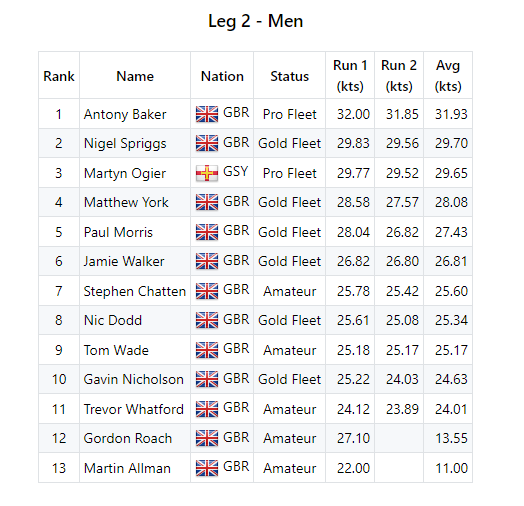 Leg 2 - Men
Rank Name Nation Status Run 1 (kts) Run 2 (kts) Avg (kts)
1 Antony Baker GBR Pro Fleet 32.00 31.85 31.93
2 Nigel Spriggs GBR Gold Fleet 29.83 29.56 29.70
3 Martyn Ogier GSY Pro Fleet 29.77 29.52 29.65
4 Matthew York GBR Gold Fleet 28.58 27.57 28.08
5 Paul Morris GBR Gold Fleet 28.04 26.82 27.43
6 Jamie Walker GBR Gold Fleet 26.82 26.80 26.81
7 Stephen Chatten GBR Amateur 25.78 25.42 25.60
8 Nic Dodd GBR Gold Fleet 25.61 25.08 25.34
9 Tom Wade GBR Amateur 25.18 25.17 25.17
10 Gavin Nicholson GBR Gold Fleet 25.22 24.03 24.63
11 Trevor Whatford GBR Amateur 24.12 23.89 24.01
12 Gordon Roach GBR Amateur 27.10 13.55
13 Martin Allman GBR Amateur 22.00 11.00